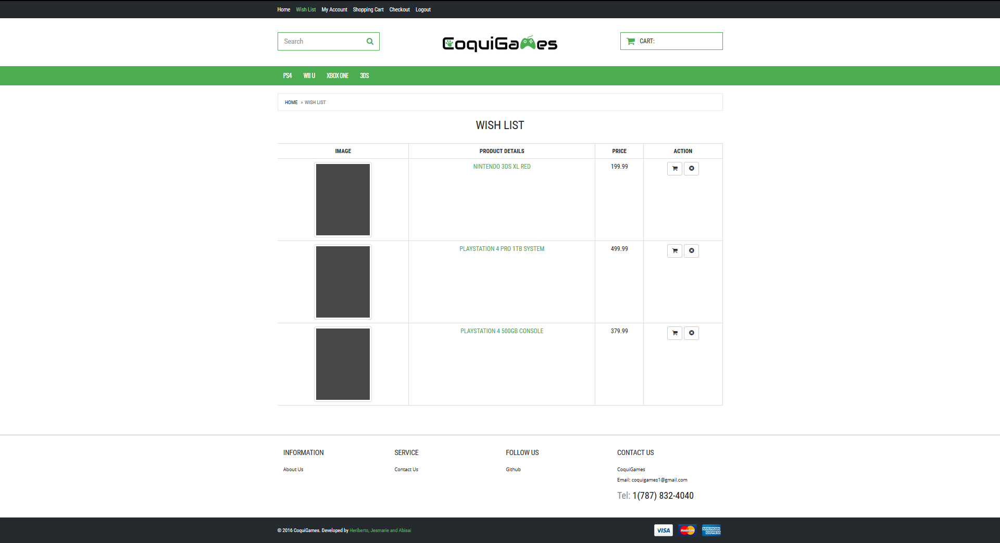 Home Wish List My Account Shopping Cart Checkout Logout
Search
CoquiGames
CART:
PS4 WII U XBOX ONE 3DS
HOME » WISH LIST
WISH LIST
IMAGE PRODUCT DETAILS PRICE ACTION
NINTENDO 3DS XL RED 199.99
PLAYSTATION 4 PRO 1TB SYSTEM 499.99
PLAYSTATION 4 500GB CONSOLE 379.99
INFORMATION SERVICE FOLLOW US CONTACT US
About Us Contact Us Github CoquiGames
Email: coquigames1@gmail.com
Tel: 1(787) 832-4040
© 2016 CoquiGames. Developed by Heriberto, Jesmarie and Abisai
VISA MasterCard AMERICAN EXPRESS